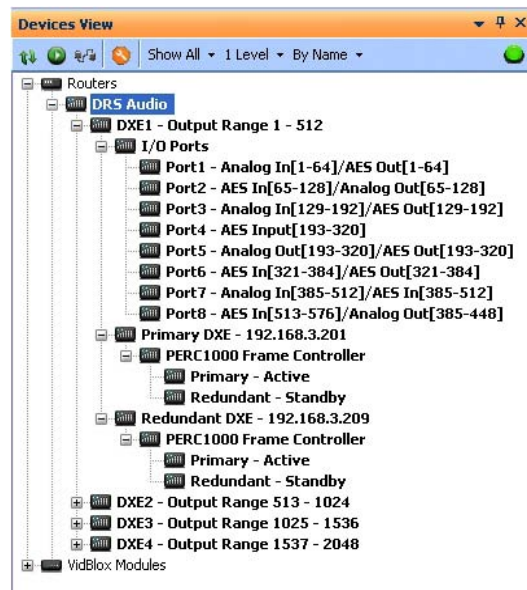 Devices View
Show All 1 Level By Name
Routers
DRS Audio
DXE1 - Output Range 1 - 512
I/O Ports
Port1 - Analog In[1-64]/AES Out[1-64]
Port2 - AES In[65-128]/Analog Out[65-128]
Port3 - Analog In[129-192]/AES Out[129-192]
Port4 - AES Input[193-320]
Port5 - Analog Out[193-320]/AES Out[193-320]
Port6 - AES In[321-384]/AES Out[321-384]
Port7 - Analog In[385-512]/AES In[385-512]
Port8 - AES In[513-576]/Analog Out[385-448]
Primary DXE - 192.168.3.201
PERC1000 Frame Controller
Primary - Active
Redundant - Standby
Redundant DXE - 192.168.3.209
PERC1000 Frame Controller
Primary - Active
Redundant - Standby
DXE2 - Output Range 513 - 1024
DXE3 - Output Range 1025 - 1536
DXE4 - Output Range 1537 - 2048
VidBlox Modules